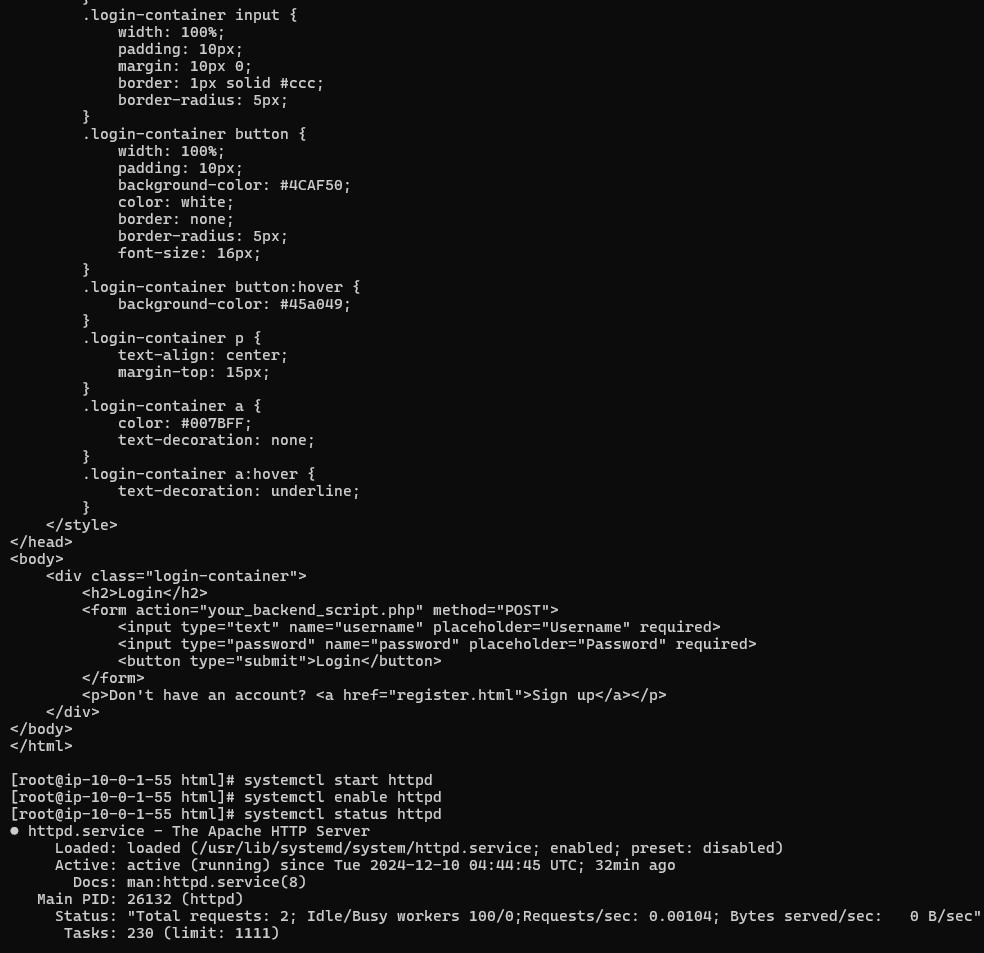 }
.login-container input {
width: 100%;
padding: 10px;
margin: 10px 0;
border: 1px solid #ccc;
border-radius: 5px;
}
.login-container button {
width: 100%;
padding: 10px;
background-color: #4CAF50;
color: white;
border: none;
border-radius: 5px;
font-size: 16px;
}
.login-container button:hover {
background-color: #45a049;
}
.login-container p {
text-align: center;
margin-top: 15px;
}
.login-container a {
color: #007BFF;
text-decoration: none;
}
.login-container a:hover {
text-decoration: underline;
}
</style>
</head>
<body>
<div class="login-container">
<h2>Login</h2>
<form action="your_backend_script.php" method="POST">
<input type="text" name="username" placeholder="Username" required>
<input type="password" name="password" placeholder="Password" required>
<button type="submit">Login</button>
</form>
<p>Don't have an account? <a href="register.html">Sign up</a></p>
</div>
</body>
</html>
[root@ip-10-0-1-55 html]# systemctl start httpd
[root@ip-10-0-1-55 html]# systemctl enable httpd
[root@ip-10-0-1-55 html]# systemctl status httpd
● httpd.service - The Apache HTTP Server
Loaded: loaded (/usr/lib/systemd/system/httpd.service; enabled; preset: disabled)
Active: active (running) since Tue 2024-12-10 04:44:45 UTC; 32min ago
Docs: man:httpd.service(8)
Main PID: 26132 (httpd)
Status: "Total requests: 2; Idle/Busy workers 100/0;Requests/sec: 0.00104; Bytes served/sec:   0 B/sec"
Tasks: 230 (limit: 1111)